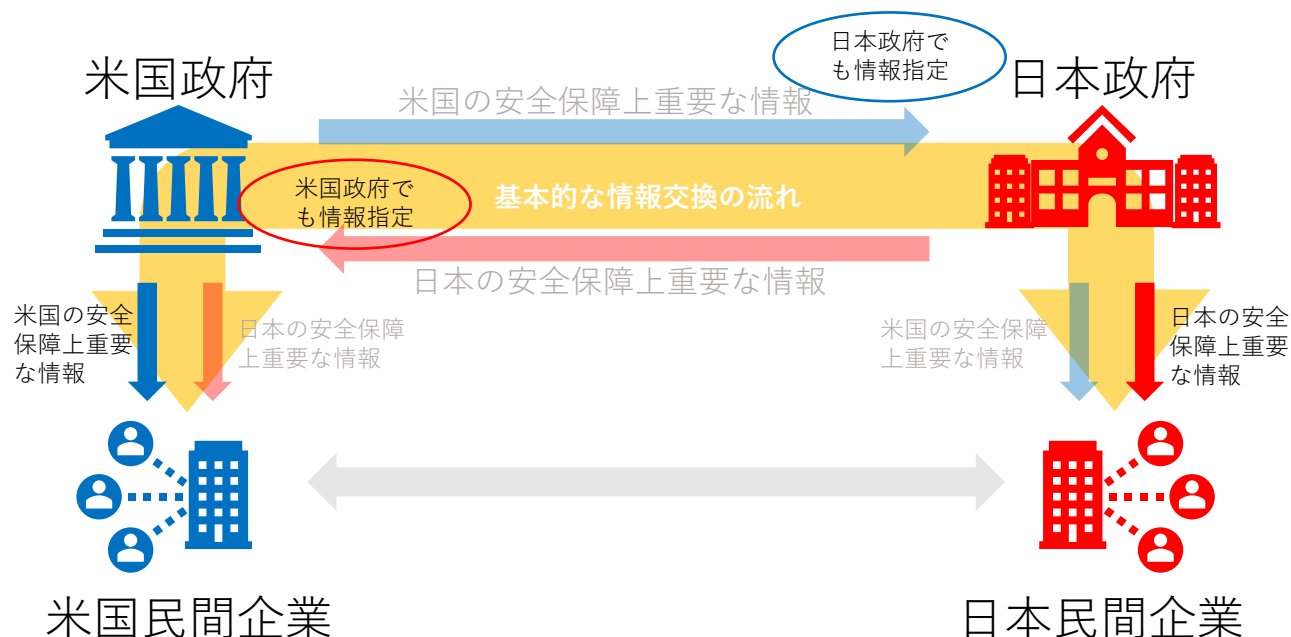 日本政府で
も情報指定
米国政府
日本政府
米国の安全保障上重要な情報
米国政府で
も情報指定
基本的な情報交換の流れ
日本の安全保障上重要な情報
米国の安全
保障上重要
な情報
日本の安全保障
上重要な情報
米国の安全保障
上重要な情報
日本の安全
保障上重要
な情報
米国民間企業
日本民間企業